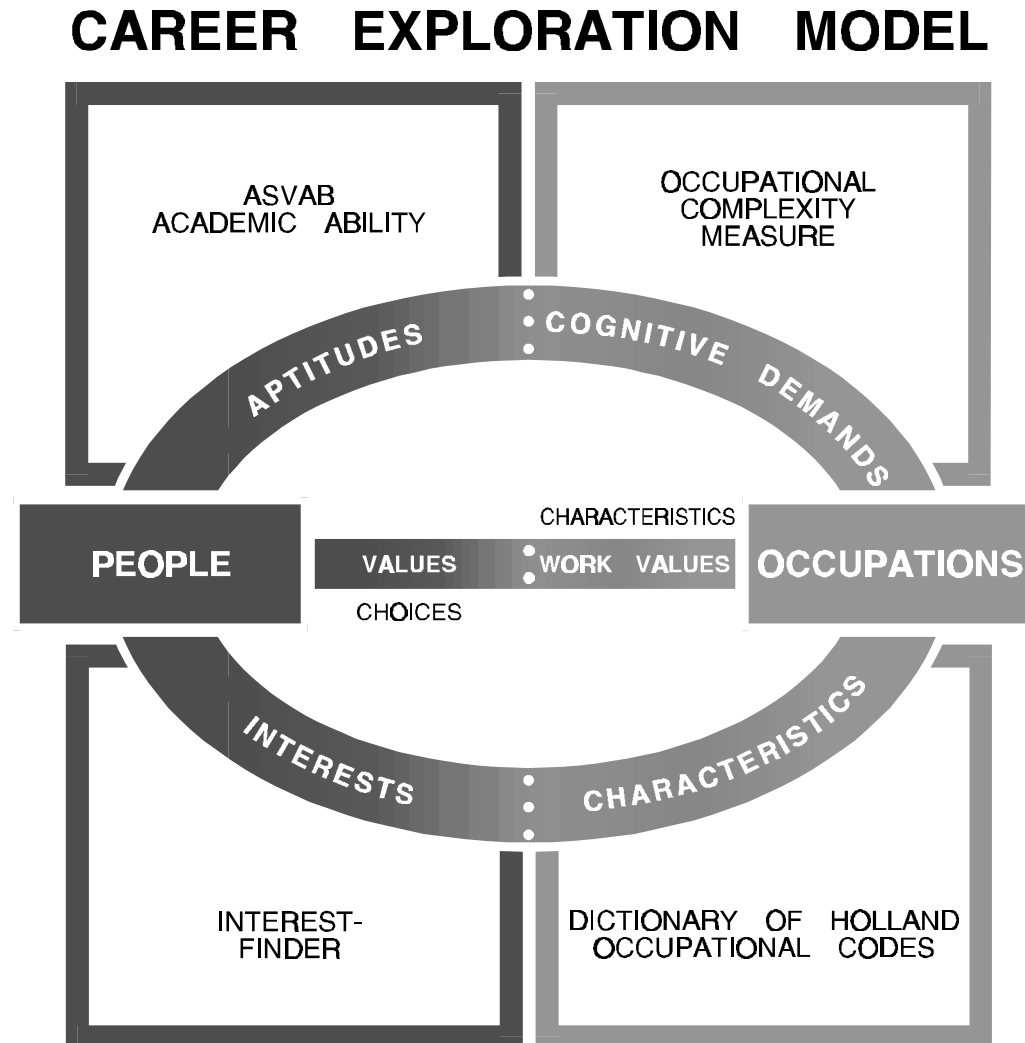 CAREER EXPLORATION MODEL
ASVAB
ACADEMIC ABILITY
OCCUPATIONAL
COMPLEXITY
MEASURE
APTITUDES
COGNITIVE DEMANDS
CHARACTERISTICS
PEOPLE
VALUES
WORK VALUES
OCCUPATIONS
CHOICES
INTERESTS
CHARACTERISTICS
INTEREST-
FINDER
DICTIONARY OF HOLLAND
OCCUPATIONAL CODES